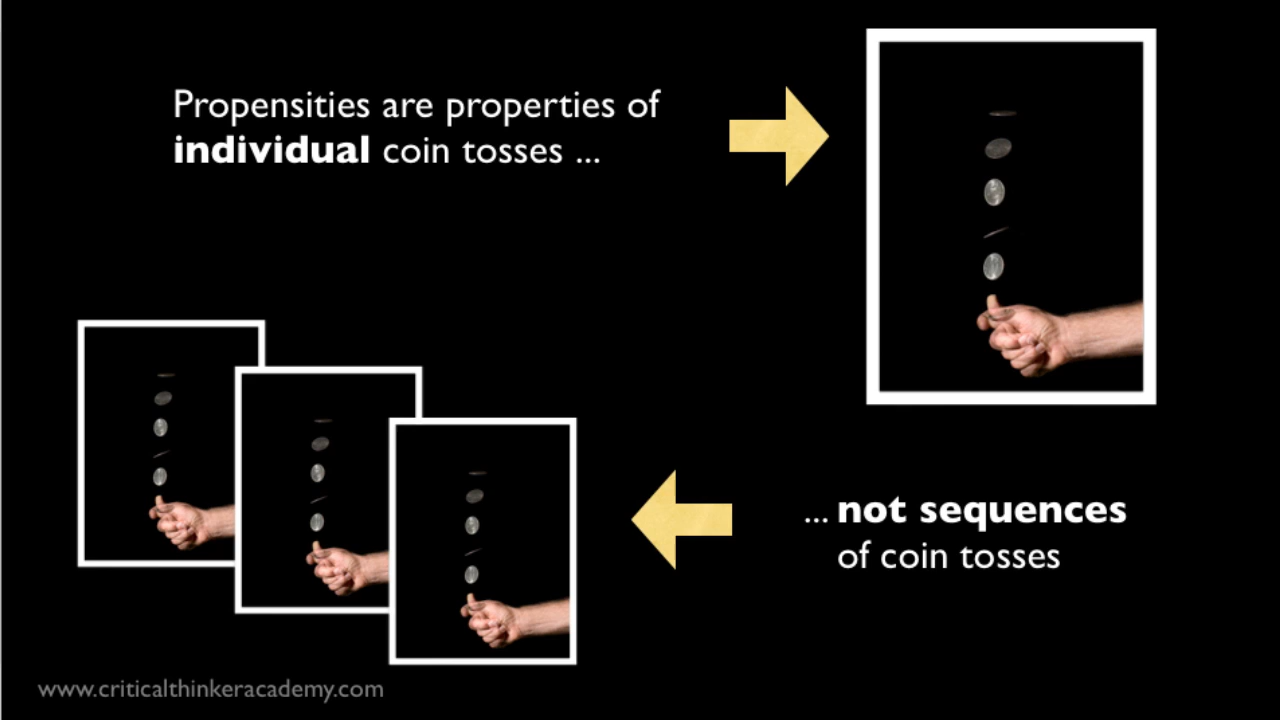 Propensities are properties of
individual coin tosses ...
... not sequences
of coin tosses
www.criticalthinkeracademy.com